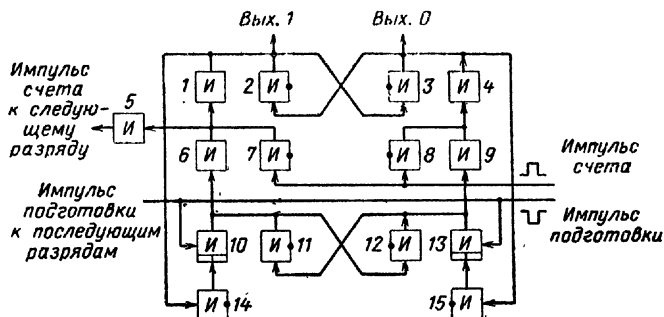 Вых. 1 Вых. 0
Импульс
счета
к следую-
щему
разряду
5
И
1 И 2 И И 3 И 4
6 И 7 И И 8 И 9
Импульс
счета
Импульс
подготовки
к последующим
разрядам
Импульс
подготовки
И 10 И 11 12 И 13 И
И 14 15 И